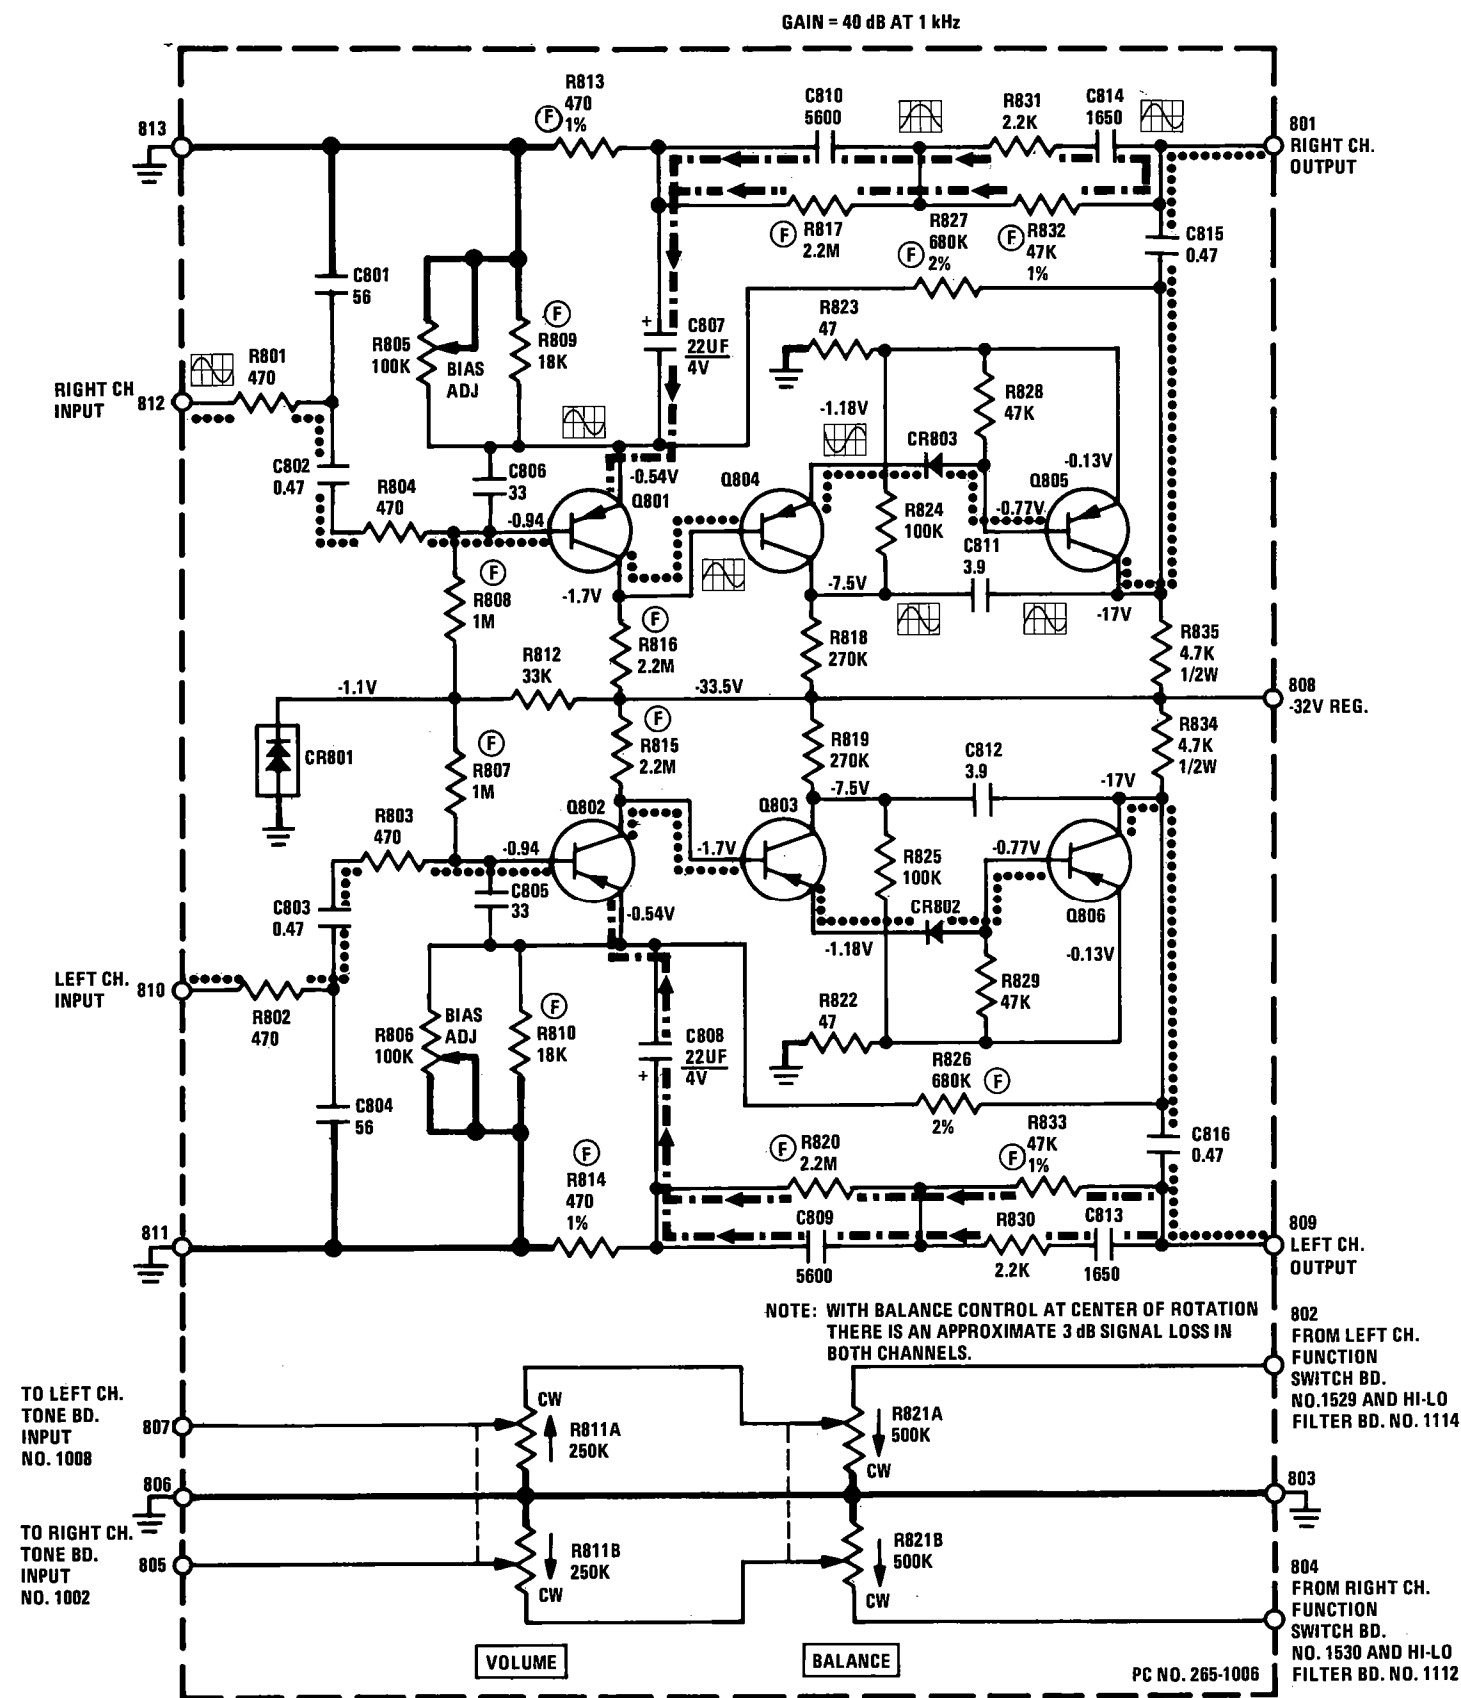 GAIN = 40 dB AT 1 kHz
R813
470
1%
F
C810
5600
R831
2.2K
C814
1650
813
801
RIGHT CH.
OUTPUT
F
R817
2.2M
R827
680K
2%
F
F
R832
47K
1%
C815
0.47
C801
56
R805
100K
BIAS
ADJ
F
R809
18K
+
C807
22UF
4V
R823
47
R828
47K
R801
470
RIGHT CH
INPUT
812
-1.18V
CR803
-0.13V
C802
0.47
R804
470
C806
33
-0.54V
Q801
-0.94
Q804
R824
100K
-0.77V
Q805
C811
3.9
F
R808
1M
-1.7V
-7.5V
-17V
F
R816
2.2M
R818
270K
R835
4.7K
1/2W
R812
33K
-1.1V
-33.5V
808
-32V REG.
CR801
F
R807
1M
F
R815
2.2M
R819
270K
C812
3.9
R834
4.7K
1/2W
-17V
-7.5V
R803
470
Q802
Q803
-0.94
-1.7V
R825
100K
-0.77V
C803
0.47
C805
33
-0.54V
CR802
Q806
-1.18V
-0.13V
LEFT CH.
INPUT
810
R802
470
R806
100K
BIAS
ADJ
F
R810
18K
C808
22UF
4V
+
R822
47
R829
47K
R826
680K
F
2%
C804
56
F
R814
470
1%
F
R820
2.2M
R833
47K
F
1%
C816
0.47
811
C809
5600
R830
2.2K
C813
1650
809
LEFT CH.
OUTPUT
NOTE: WITH BALANCE CONTROL AT CENTER OF ROTATION
THERE IS AN APPROXIMATE 3 dB SIGNAL LOSS IN
BOTH CHANNELS.
802
FROM LEFT CH.
FUNCTION
SWITCH BD.
NO.1529 AND HI-LO
FILTER BD. NO. 1114
TO LEFT CH.
TONE BD.
INPUT
NO. 1008
807
CW
R811A
250K
R821A
500K
CW
806
803
TO RIGHT CH.
TONE BD.
INPUT
NO. 1002
805
R811B
250K
CW
R821B
500K
CW
804
FROM RIGHT CH.
FUNCTION
SWITCH BD.
NO. 1530 AND HI-LO
FILTER BD. NO. 1112
VOLUME
BALANCE
PC NO. 265-1006